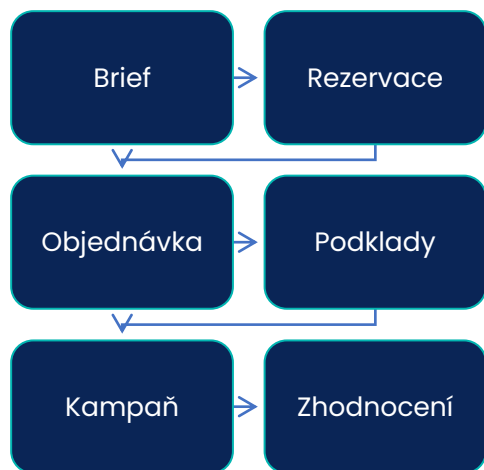 Brief
Rezervace
Objednávka
Podklady
Kampaň
Zhodnocení